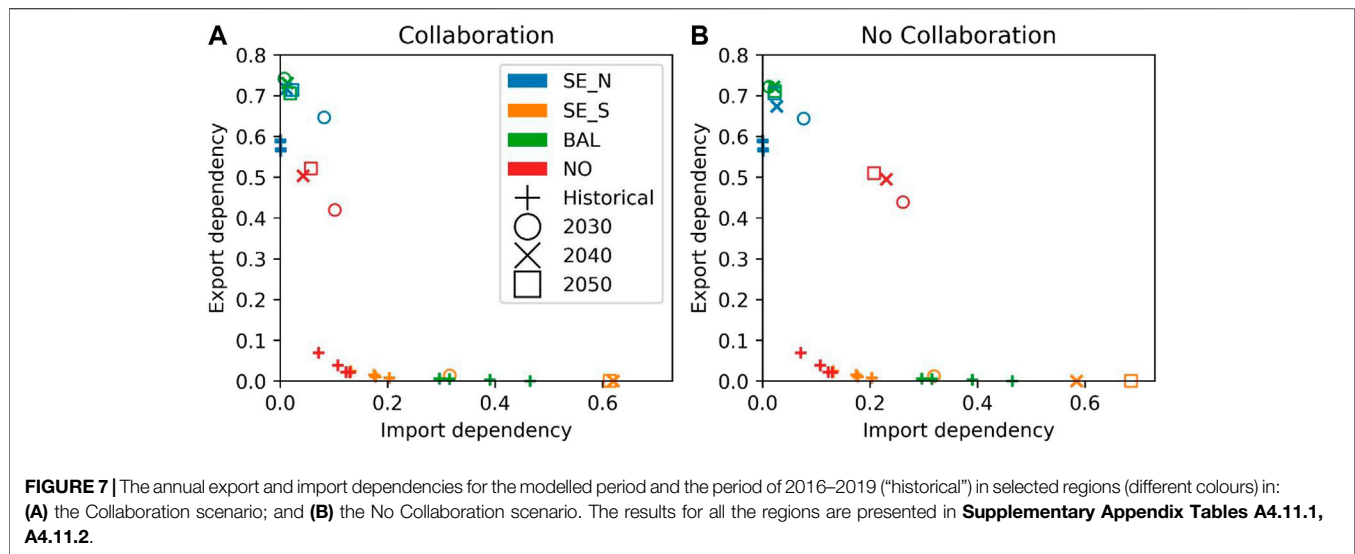 A
Collaboration
0.8
0.7
0.6
0.5
0.4
0.3
0.2
0.1
0.0
Export dependency
0.0
0.2
0.4
0.6
Import dependency
SE_N
SE_S
BAL
NO
Historical
2030
2040
2050
B
No Collaboration
0.8
0.7
0.6
0.5
0.4
0.3
0.2
0.1
0.0
Export dependency
0.0
0.2
0.4
0.6
Import dependency
FIGURE 7 | The annual export and import dependencies for the modelled period and the period of 2016–2019 (“historical”) in selected regions (different colours) in:
(A) the Collaboration scenario; and (B) the No Collaboration scenario. The results for all the regions are presented in Supplementary Appendix Tables A4.11.1,
A4.11.2.